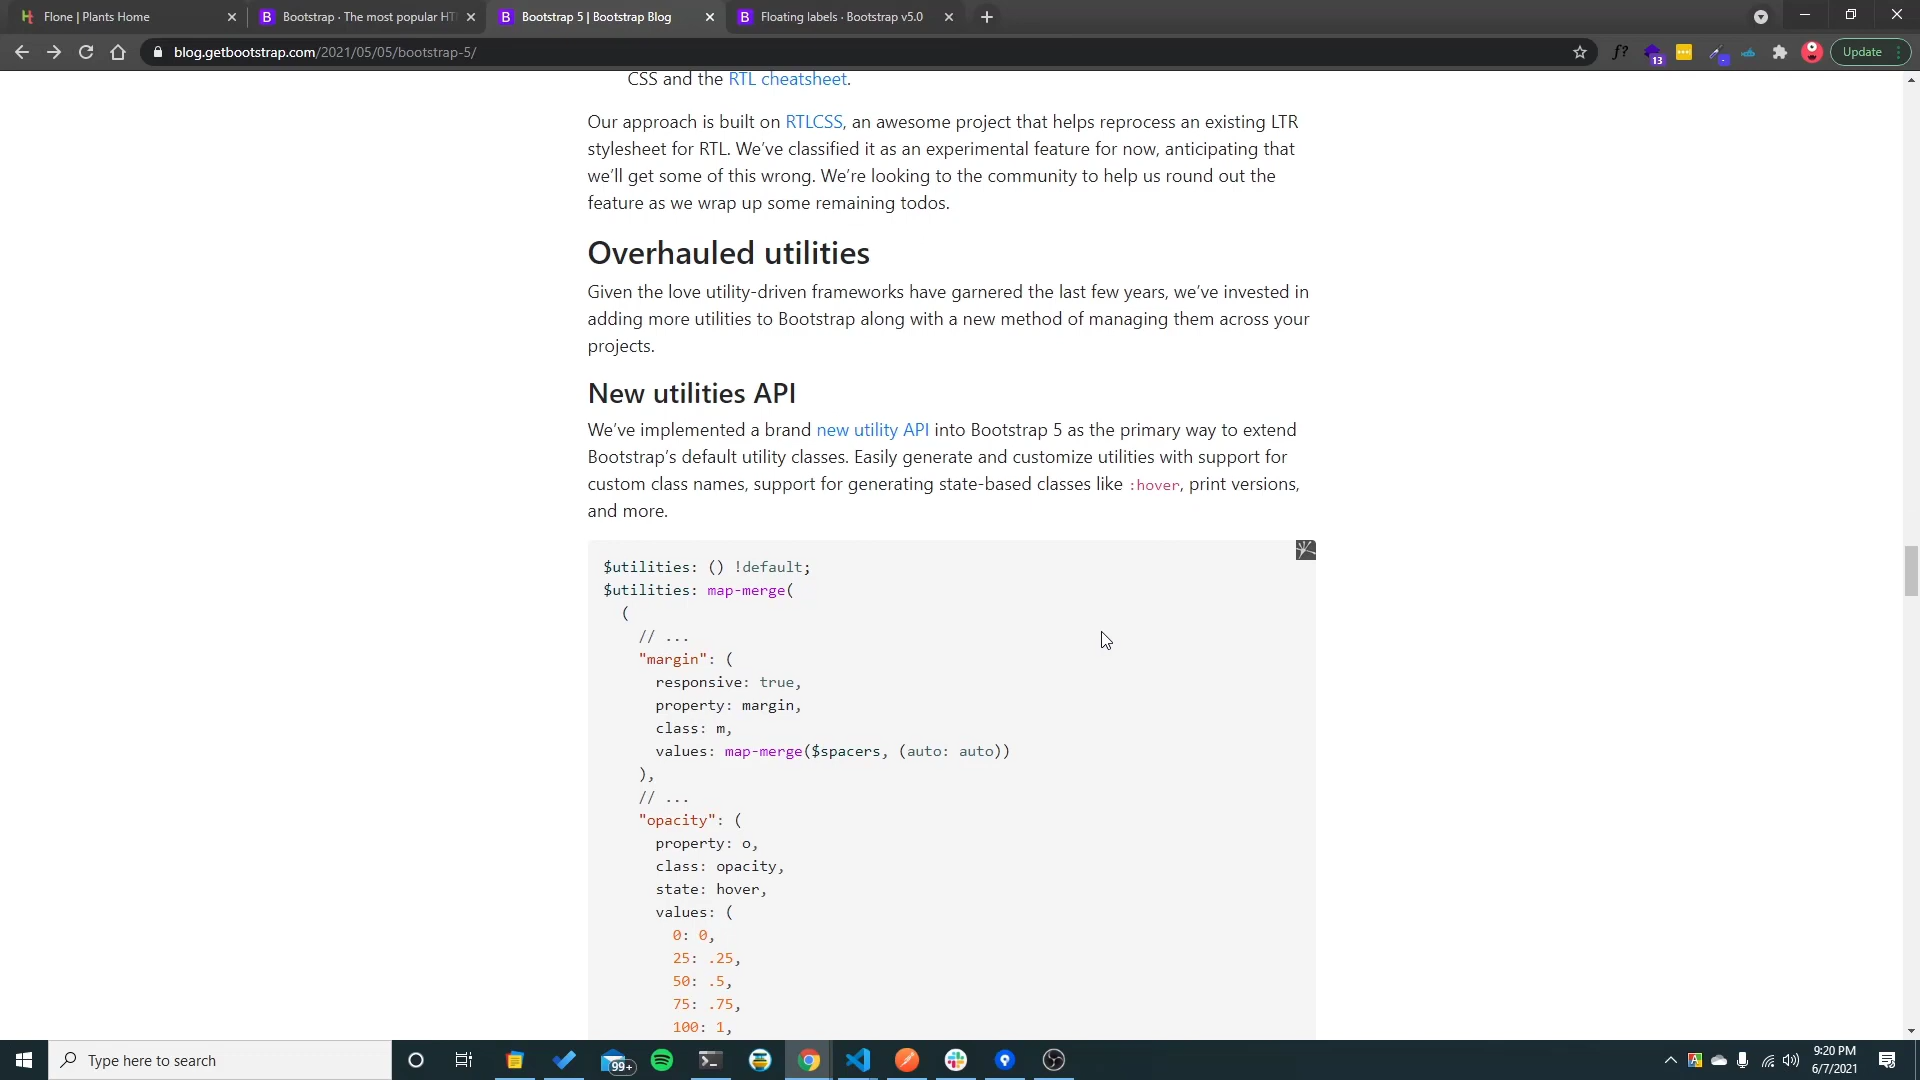 Flone | Plants Home
Bootstrap · The most popular HT
Bootstrap 5 | Bootstrap Blog
Floating labels · Bootstrap v5.0
blog.getbootstrap.com/2021/05/05/bootstrap-5/
f?
13
Update
CSS and the RTL cheatsheet.
Our approach is built on RTLCSS, an awesome project that helps reprocess an existing LTR
stylesheet for RTL. We’ve classified it as an experimental feature for now, anticipating that
we’ll get some of this wrong. We’re looking to the community to help us round out the
feature as we wrap up some remaining todos.
Overhauled utilities
Given the love utility-driven frameworks have garnered the last few years, we’ve invested in
adding more utilities to Bootstrap along with a new method of managing them across your
projects.
New utilities API
We’ve implemented a brand new utility API into Bootstrap 5 as the primary way to extend
Bootstrap’s default utility classes. Easily generate and customize utilities with support for
custom class names, support for generating state-based classes like :hover, print versions,
and more.
$utilities: () !default;
$utilities: map-merge(
(
// ...
"margin": (
responsive: true,
property: margin,
class: m,
values: map-merge($spacers, (auto: auto))
),
// ...
"opacity": (
property: o,
class: opacity,
state: hover,
values: (
0: 0,
25: .25,
50: .5,
75: .75,
100: 1,
Type here to search
99+
9:20 PM
6/7/2021